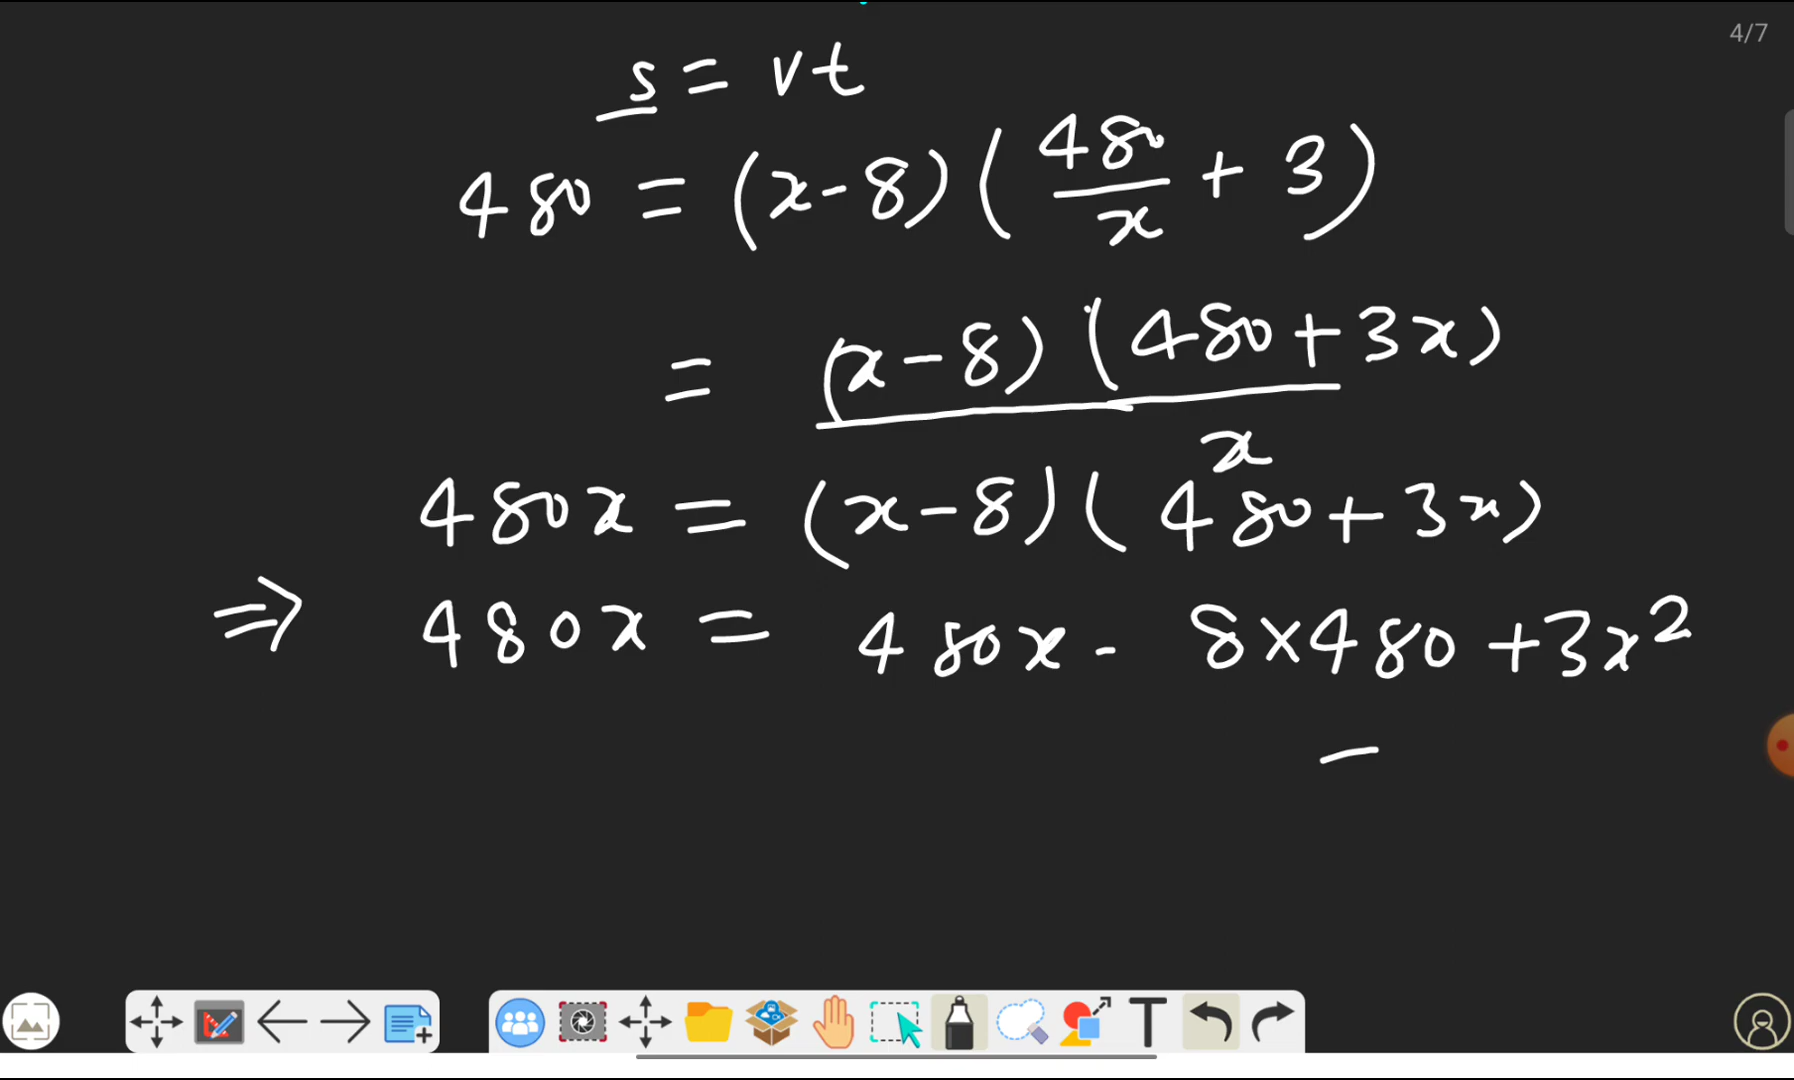 4/7
s = vt
480 = (x-8) ( 480/x + 3 )
= (x-8) (480+3x) / x
480x = (x-8) ( 480+3x)
⇒ 480x = 480x - 8×480 +3x²
-
T